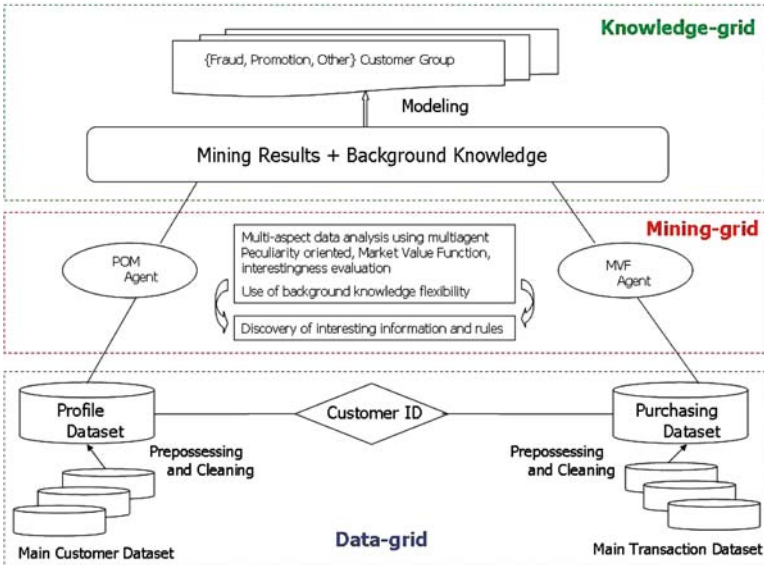 Knowledge-grid
{Fraud, Promotion, Other} Customer Group
Modeling
Mining Results + Background Knowledge
Mining-grid
Multi-aspect data analysis using multiagent
Peculiarity oriented, Market Value Function,
interestingness evaluation
Use of background knowledge flexibility
POM
Agent
MVF
Agent
Discovery of interesting information and rules
Profile
Dataset
Customer ID
Purchasing
Dataset
Prepossessing
and Cleaning
Prepossessing
and Cleaning
Main Customer Dataset
Data-grid
Main Transaction Dataset